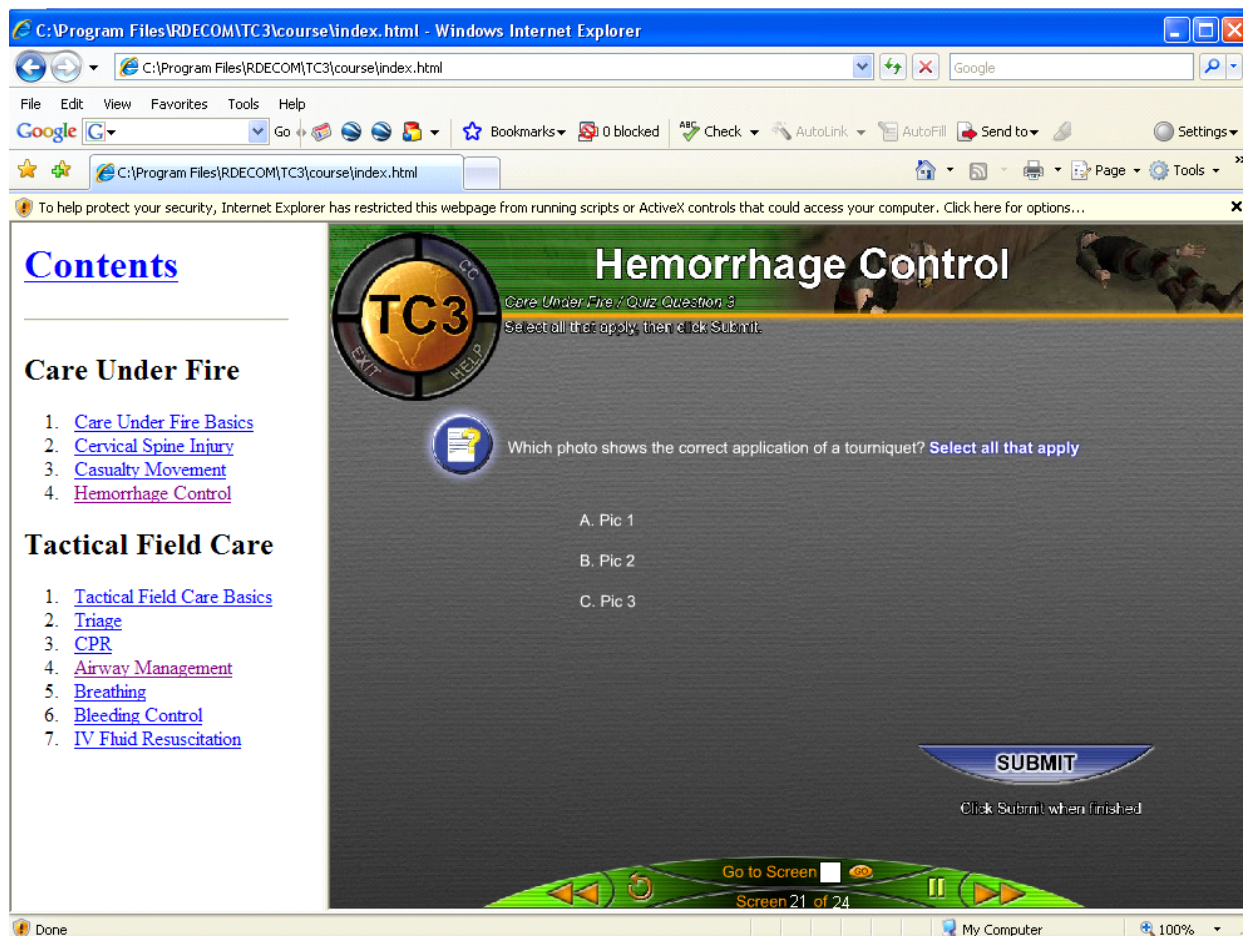 C:\Program Files\RDECOM\TC3\course\index.html - Windows Internet Explorer
C:\Program Files\RDECOM\TC3\course\index.html
Google
File Edit View Favorites Tools Help
Google G Go Bookmarks 0 blocked ABC Check AutoLink AutoFill Send to Settings
C:\Program Files\RDECOM\TC3\course\index.html Page Tools »
To help protect your security, Internet Explorer has restricted this webpage from running scripts or ActiveX controls that could access your computer. Click here for options...
Contents
Care Under Fire
1. Care Under Fire Basics
2. Cervical Spine Injury
3. Casualty Movement
4. Hemorrhage Control
Tactical Field Care
1. Tactical Field Care Basics
2. Triage
3. CPR
4. Airway Management
5. Breathing
6. Bleeding Control
7. IV Fluid Resuscitation
TC3
CC
EXIT
HELP
Hemorrhage Control
Care Under Fire / Quiz Question 3
Select all that apply, then click Submit.
Which photo shows the correct application of a tourniquet? Select all that apply
A. Pic 1
B. Pic 2
C. Pic 3
SUBMIT
Click Submit when finished
Go to Screen GO
Screen 21 of 24
Done My Computer 100%